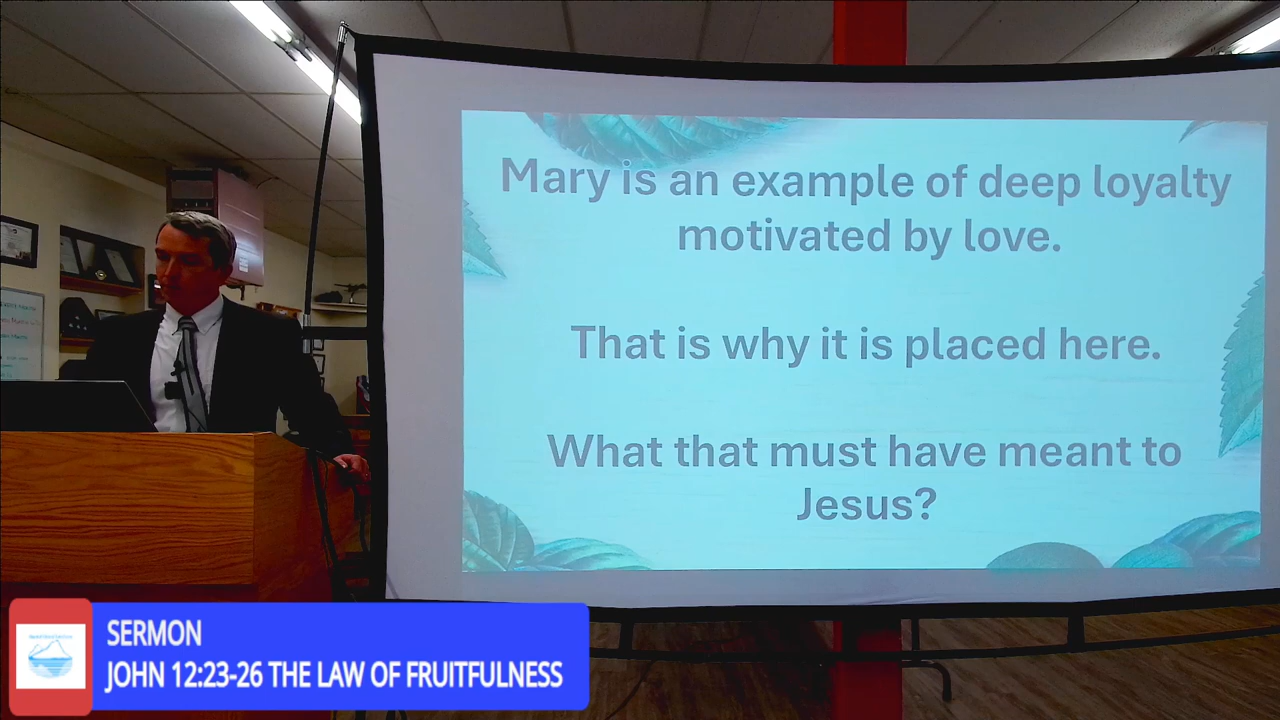 Mary is an example of deep loyalty
motivated by love.
That is why it is placed here.
What that must have meant to
Jesus?
SERMON
JOHN 12:23-26 THE LAW OF FRUITFULNESS